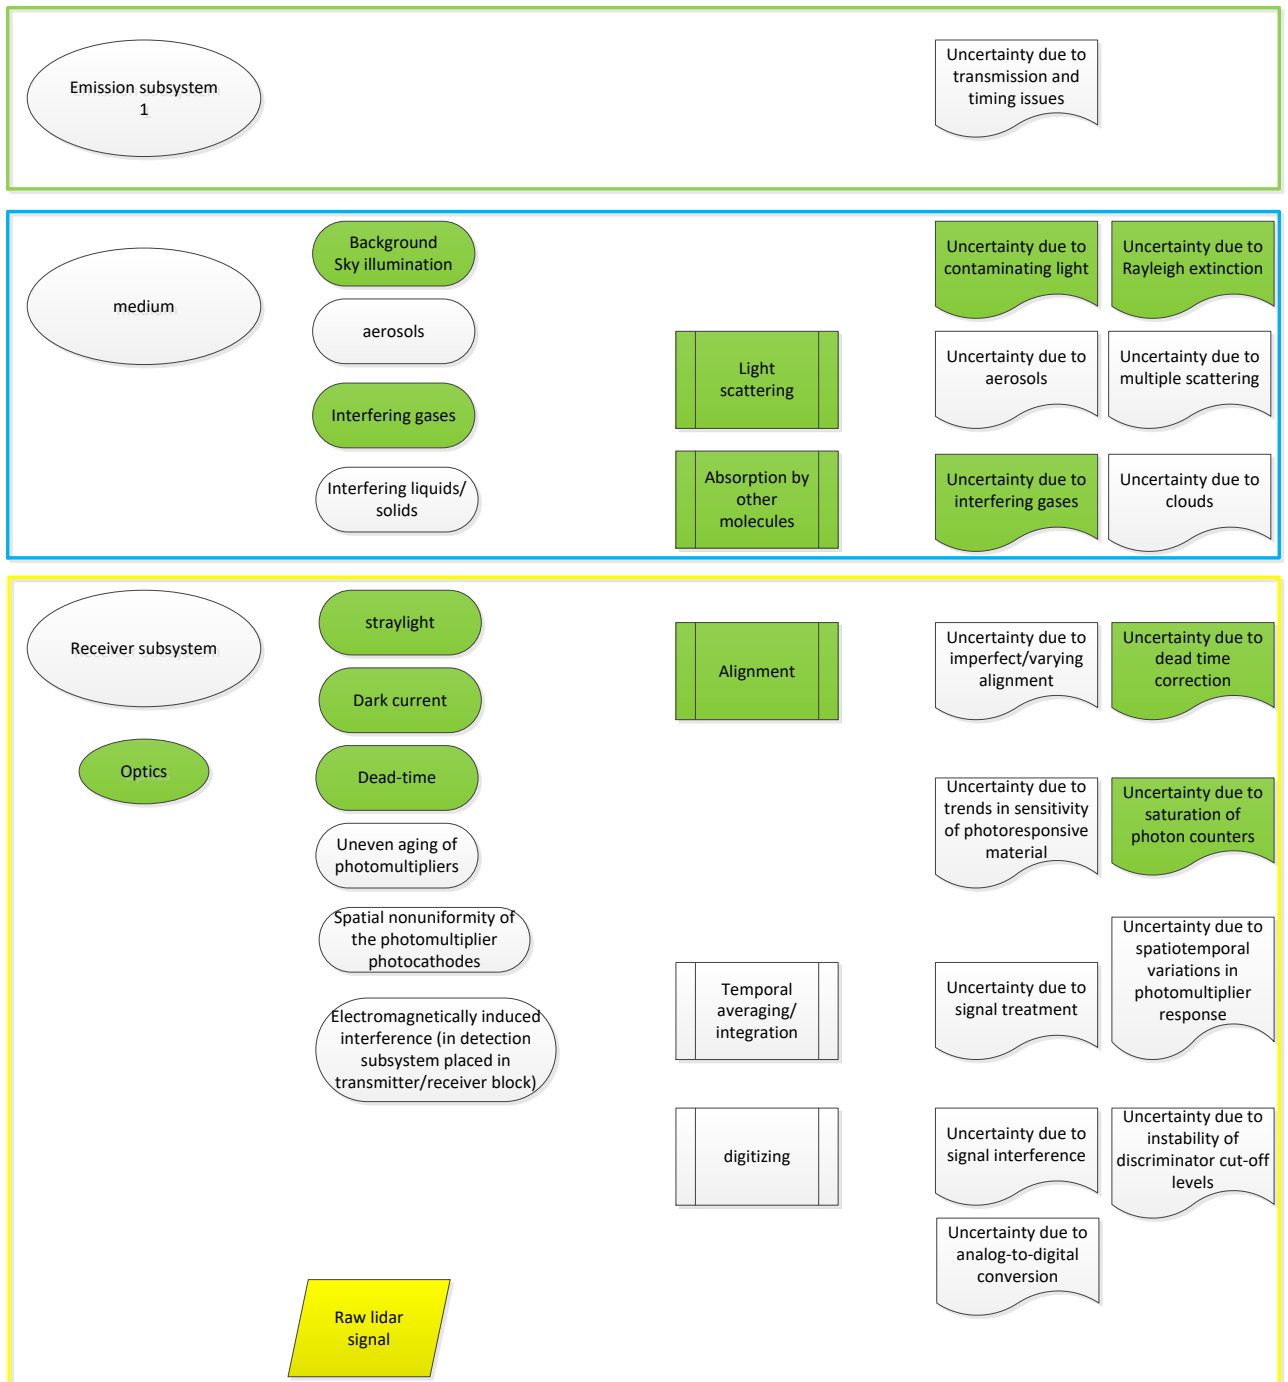 Emission subsystem
1
Uncertainty due to
transmission and
timing issues
medium
Background
Sky illumination
aerosols
Interfering gases
Interfering liquids/
solids
Light
scattering
Absorption by
other
molecules
Uncertainty due to
contaminating light
Uncertainty due to
Rayleigh extinction
Uncertainty due to
aerosols
Uncertainty due to
multiple scattering
Uncertainty due to
interfering gases
Uncertainty due to
clouds
Receiver subsystem
Optics
straylight
Dark current
Dead-time
Uneven aging of
photomultipliers
Spatial nonuniformity of
the photomultiplier
photocathodes
Electromagnetically induced
interference (in detection
subsystem placed in
transmitter/receiver block)
Alignment
Temporal
averaging/
integration
digitizing
Uncertainty due to
imperfect/varying
alignment
Uncertainty due to
dead time
correction
Uncertainty due to
trends in sensitivity
of photoresponsive
material
Uncertainty due to
saturation of
photon counters
Uncertainty due to
signal treatment
Uncertainty due to
spatiotemporal
variations in
photomultiplier
response
Uncertainty due to
signal interference
Uncertainty due to
instability of
discriminator cut-off
levels
Uncertainty due to
analog-to-digital
conversion
Raw lidar
signal